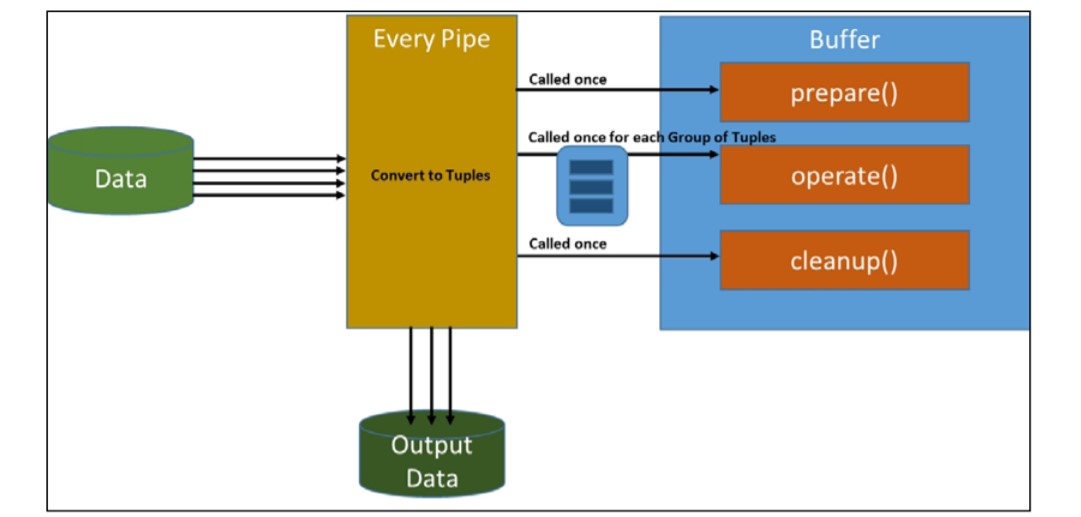 Every Pipe
Buffer
Called once
prepare()
Called once for each Group of Tuples
Data
Convert to Tuples
operate()
Called once
cleanup()
Output
Data